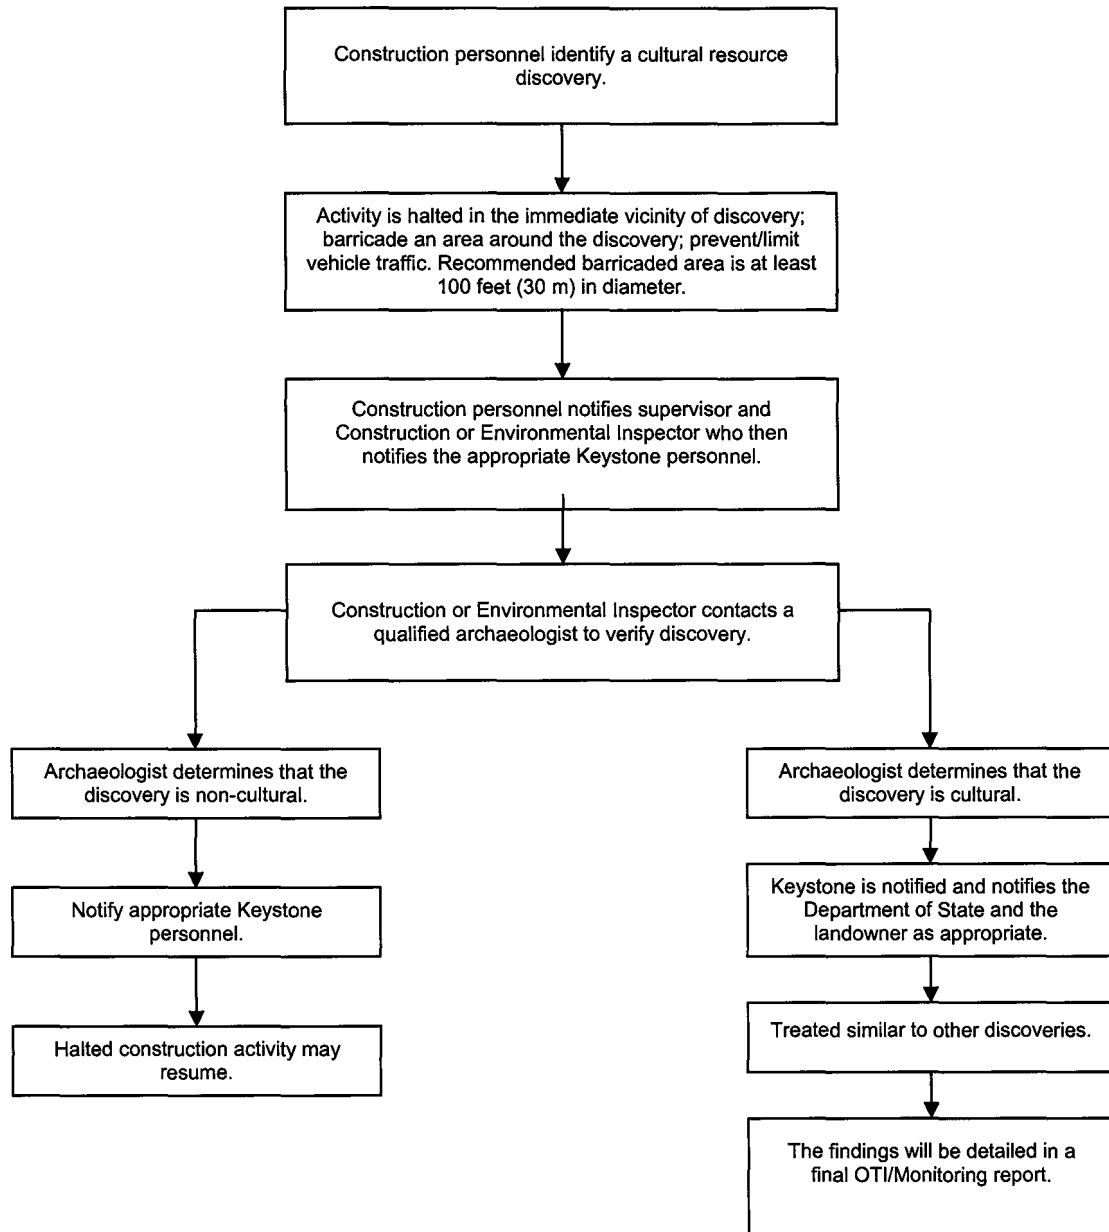 Construction personnel identify a cultural resource
discovery.
Activity is halted in the immediate vicinity of discovery;
barricade an area around the discovery; prevent/limit
vehicle traffic. Recommended barricaded area is at least
100 feet (30 m) in diameter.
Construction personnel notifies supervisor and
Construction or Environmental Inspector who then
notifies the appropriate Keystone personnel.
Construction or Environmental Inspector contacts a
qualified archaeologist to verify discovery.
Archaeologist determines that the
discovery is non-cultural.
Notify appropriate Keystone
personnel.
Halted construction activity may
resume.
Archaeologist determines that the
discovery is cultural.
Keystone is notified and notifies the
Department of State and the
landowner as appropriate.
Treated similar to other discoveries.
The findings will be detailed in a
final OTI/Monitoring report.